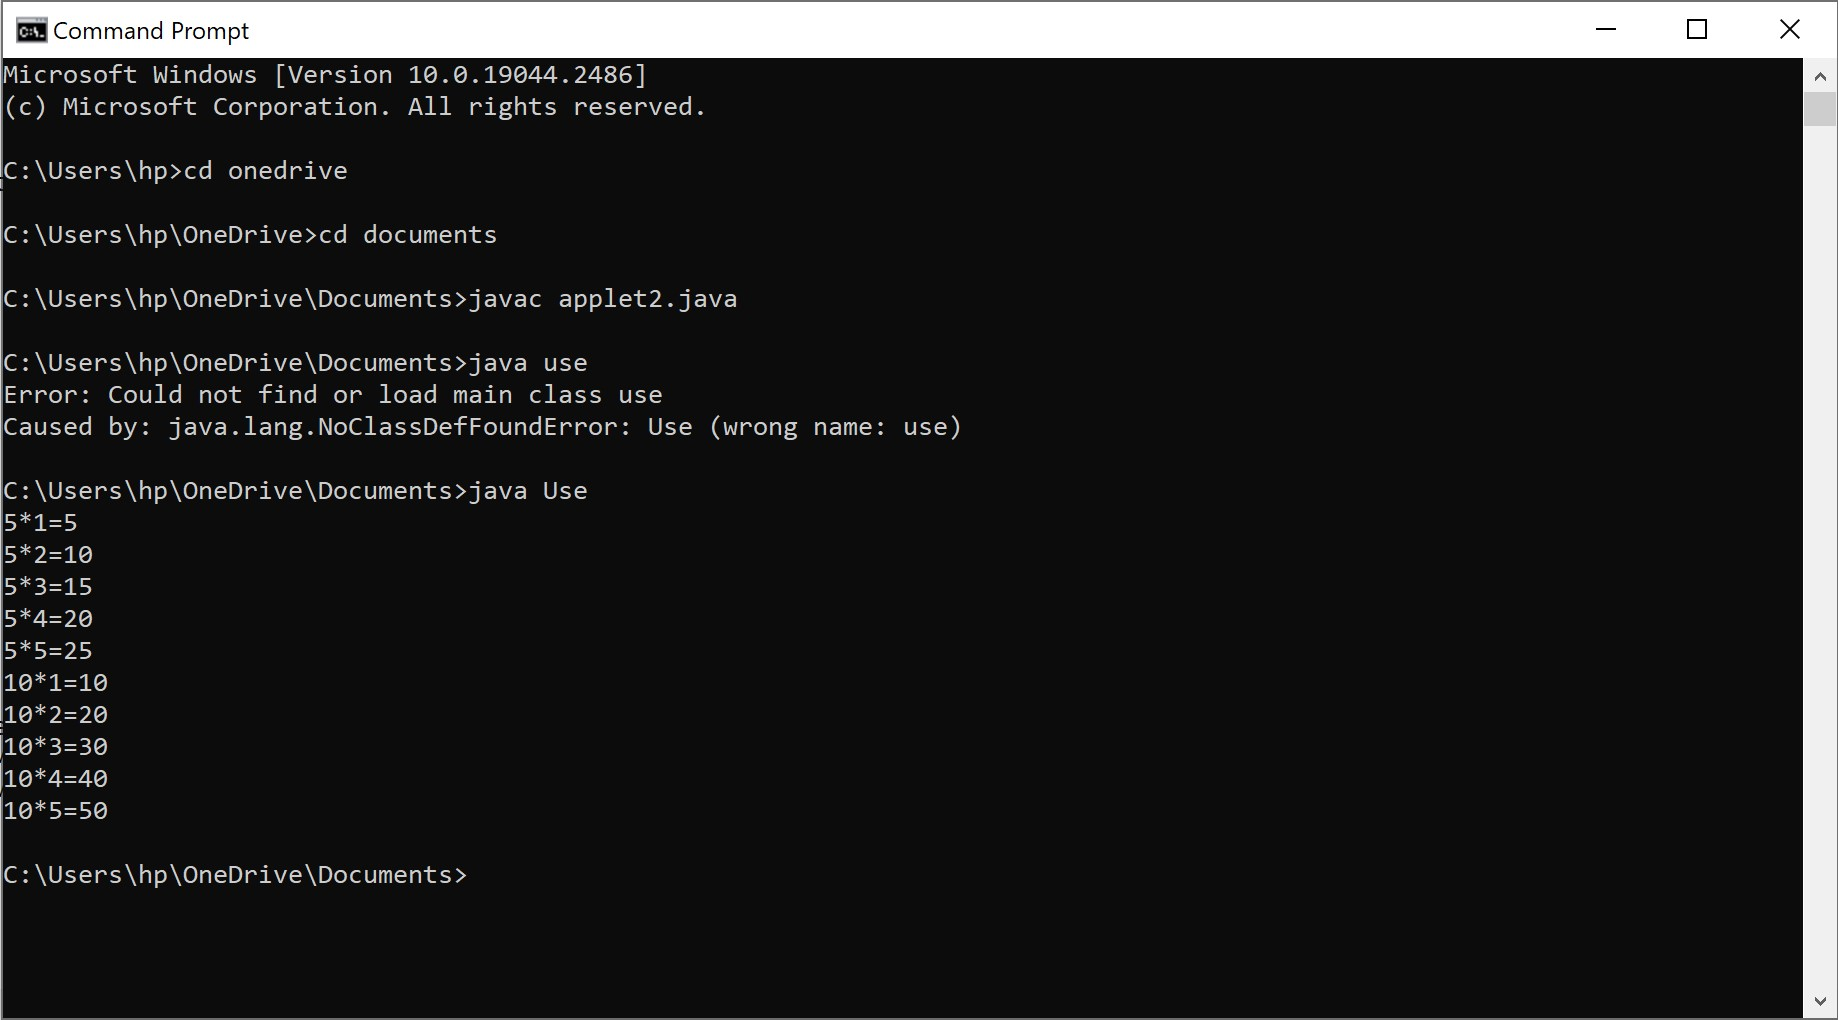 Command Prompt
Microsoft Windows [Version 10.0.19044.2486]
(c) Microsoft Corporation. All rights reserved.
C:\Users\hp>cd onedrive
C:\Users\hp\OneDrive>cd documents
C:\Users\hp\OneDrive\Documents>javac applet2.java
C:\Users\hp\OneDrive\Documents>java use
Error: Could not find or load main class use
Caused by: java.lang.NoClassDefFoundError: Use (wrong name: use)
C:\Users\hp\OneDrive\Documents>java Use
5*1=5
5*2=10
5*3=15
5*4=20
5*5=25
10*1=10
10*2=20
10*3=30
10*4=40
10*5=50
C:\Users\hp\OneDrive\Documents>